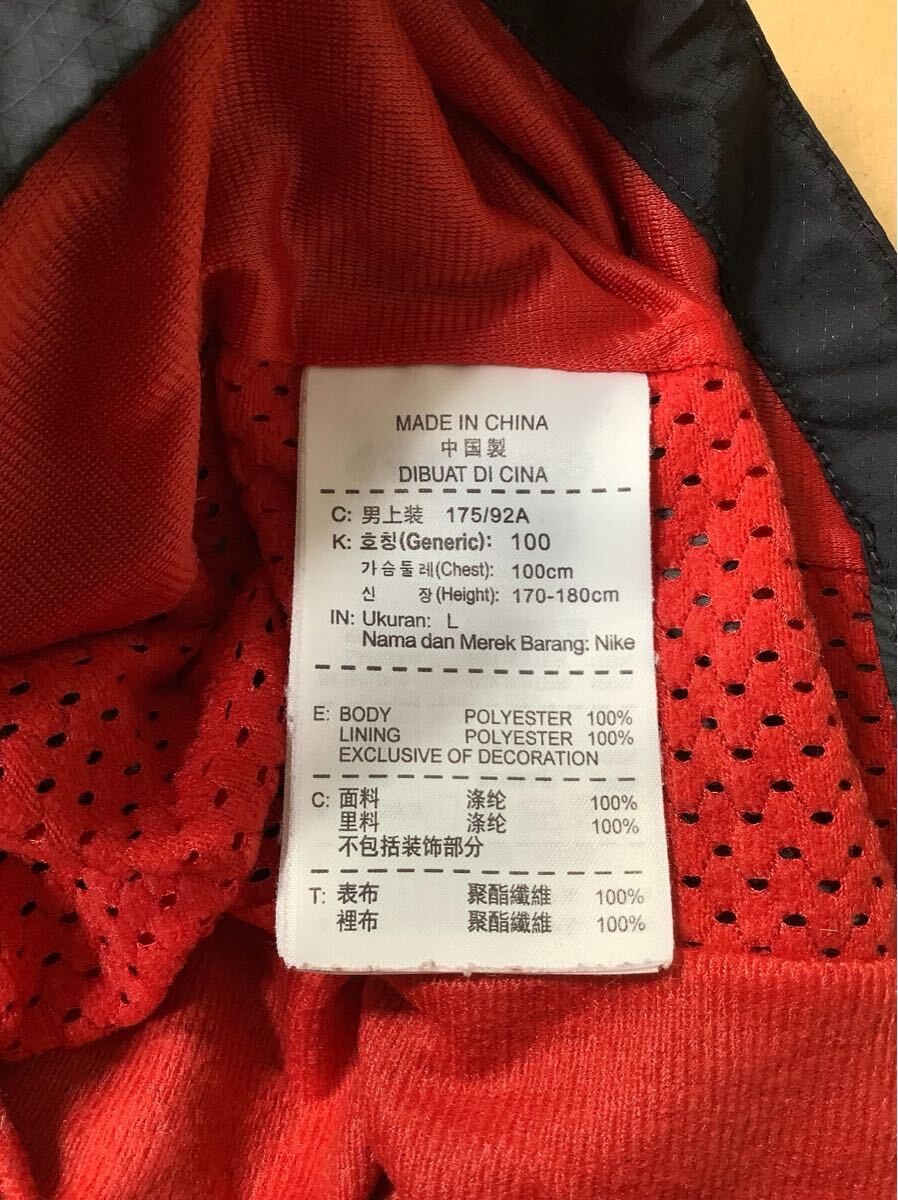 MADE IN CHINA
中国製
DIBUAT DI CINA
C: 男上装 175/92A
K: 호칭(Generic): 100
가슴둘레(Chest): 100cm
신 장(Height): 170-180cm
IN: Ukuran: L
Nama dan Merek Barang: Nike
E: BODY POLYESTER 100%
LINING POLYESTER 100%
EXCLUSIVE OF DECORATION
C: 面料 涤纶 100%
里料 涤纶 100%
不包括装饰部分
T: 表布 聚酯纖維 100%
裡布 聚酯纖維 100%